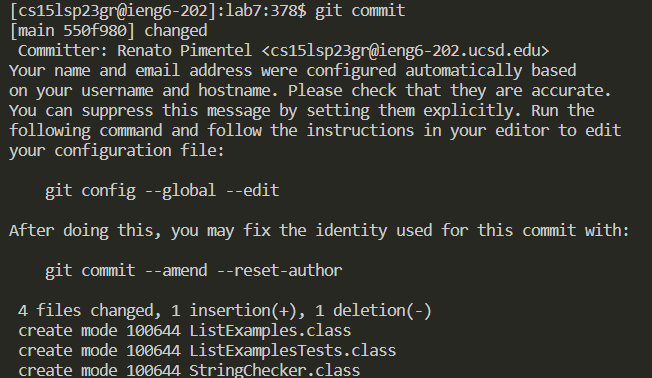 [cs15lsp23gr@ieng6-202]:lab7:378$ git commit
[main 550f980] changed
 Committer: Renato Pimentel <cs15lsp23gr@ieng6-202.ucsd.edu>
Your name and email address were configured automatically based
on your username and hostname. Please check that they are accurate.
You can suppress this message by setting them explicitly. Run the
following command and follow the instructions in your editor to edit
your configuration file:

    git config --global --edit

After doing this, you may fix the identity used for this commit with:

    git commit --amend --reset-author

 4 files changed, 1 insertion(+), 1 deletion(-)
 create mode 100644 ListExamples.class
 create mode 100644 ListExamplesTests.class
 create mode 100644 StringChecker.class